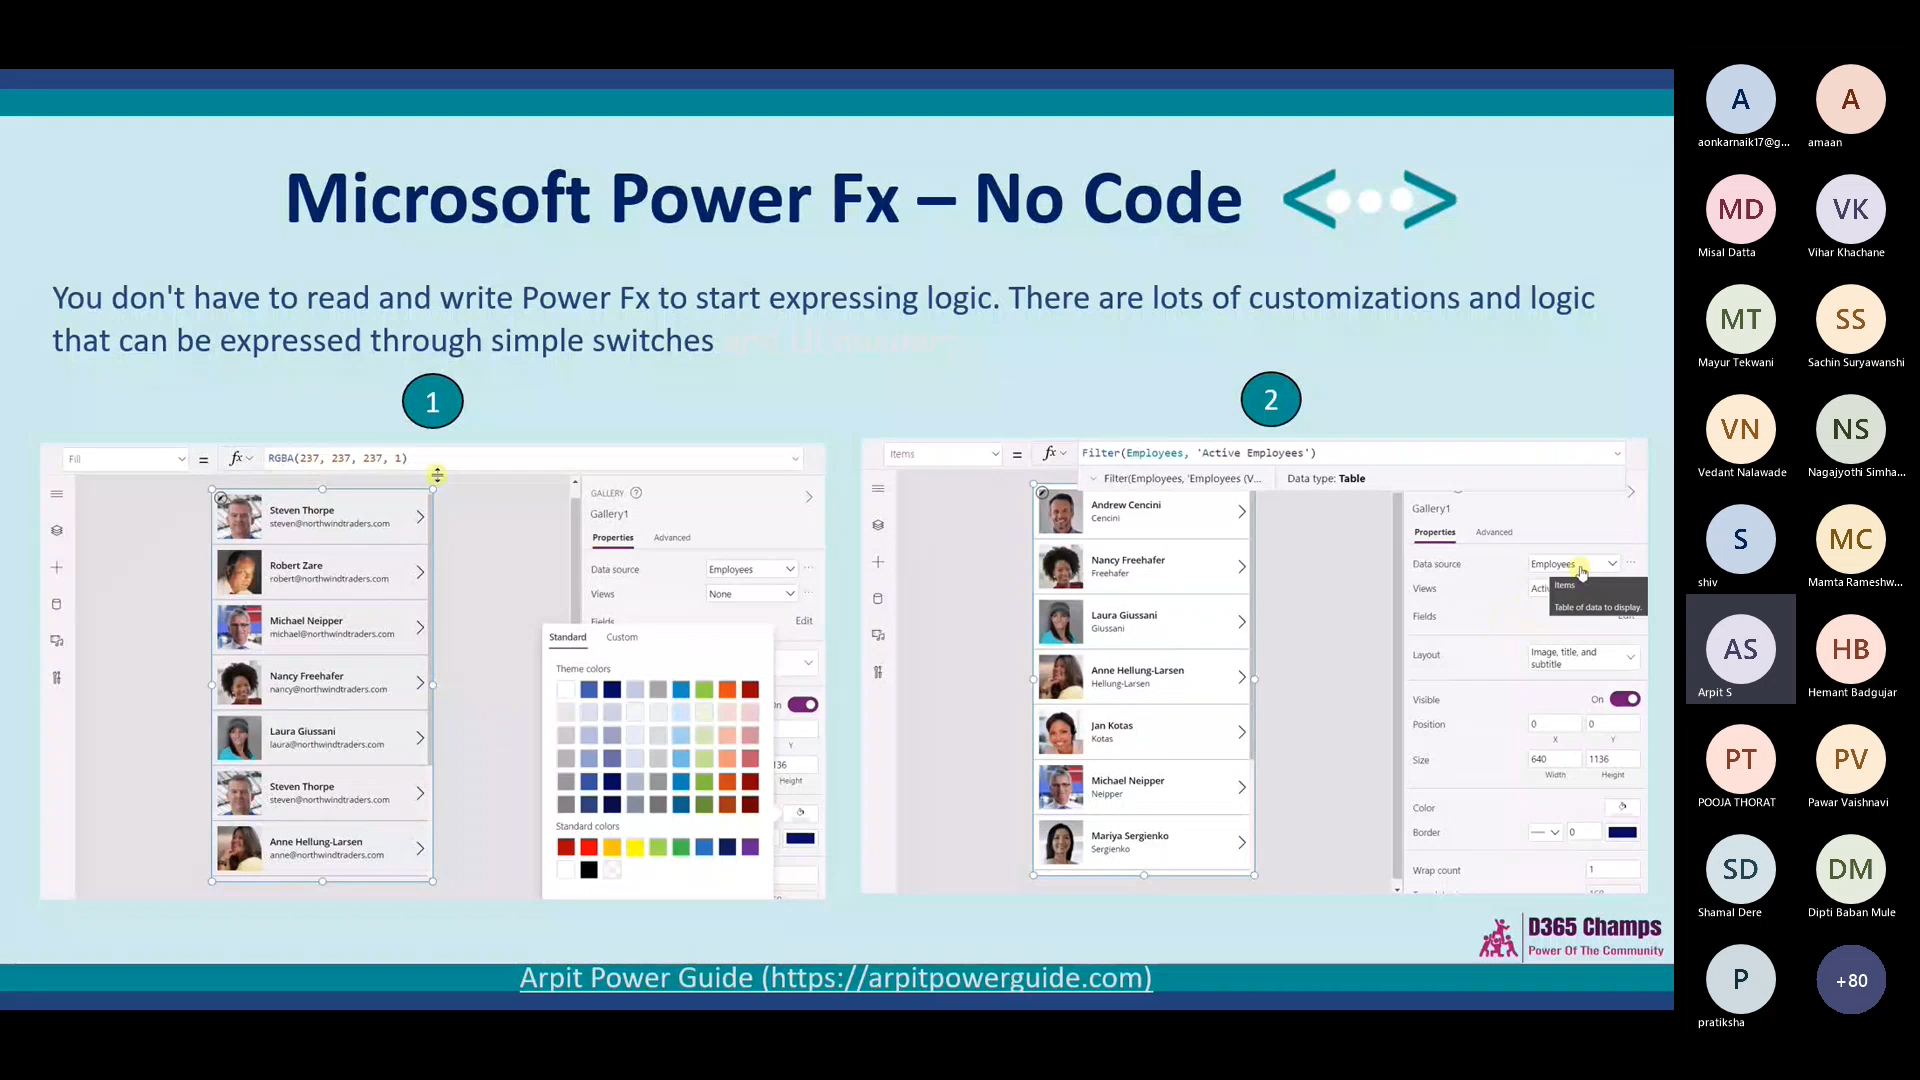 Microsoft Power Fx – No Code
You don't have to read and write Power Fx to start expressing logic. There are lots of customizations and logic
that can be expressed through simple switches
1
2
Fill
=
fx
RGBA(237, 237, 237, 1)
Steven Thorpe
steven@northwindtraders.com
Robert Zare
robert@northwindtraders.com
Michael Neipper
michael@northwindtraders.com
Nancy Freehafer
nancy@northwindtraders.com
Laura Giussani
laura@northwindtraders.com
Steven Thorpe
steven@northwindtraders.com
Anne Hellung-Larsen
anne@northwindtraders.com
GALLERY
Gallery1
Properties Advanced
Data source Employees
Views None
Fields Edit
Standard Custom
Theme colors
Y
Height
Standard colors
Items
=
fx
Filter(Employees, 'Active Employees')
Filter(Employees, 'Employees (V...
Data type: Table
Andrew Cencini
Cencini
Nancy Freehafer
Freehafer
Laura Giussani
Giussani
Anne Hellung-Larsen
Hellung-Larsen
Jan Kotas
Kotas
Michael Neipper
Neipper
Mariya Sergienko
Sergienko
Gallery1
Properties Advanced
Data source Employees
Items
Views
Table of data to display.
Fields
Layout Image, title, and
subtitle
Visible On
Position 0 0
X Y
Size 640 1136
Width Height
Color
Border 0
Wrap count 1
D365 Champs
Power Of The Community
Arpit Power Guide (https://arpitpowerguide.com)
A A
aonkarnaik17@g... amaan
MD VK
Misal Datta Vihar Khachane
MT SS
Mayur Tekwani Sachin Suryawanshi
VN NS
Vedant Nalawade Nagajyothi Simha...
S MC
shiv Mamta Rameshw...
AS HB
Arpit S Hemant Badgujar
PT PV
POOJA THORAT Pawar Vaishnavi
SD DM
Shamal Dere Dipti Baban Mule
P +80
pratiksha